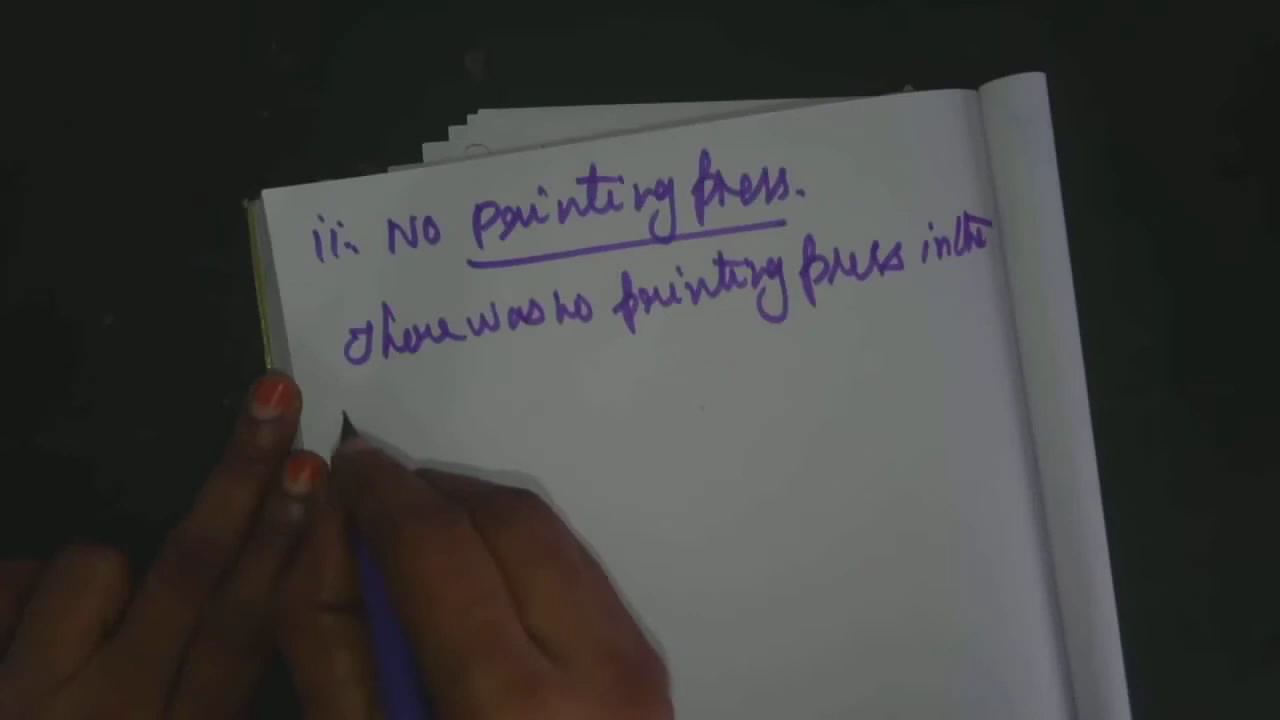 ii. No printing press.
There was no printing press in the